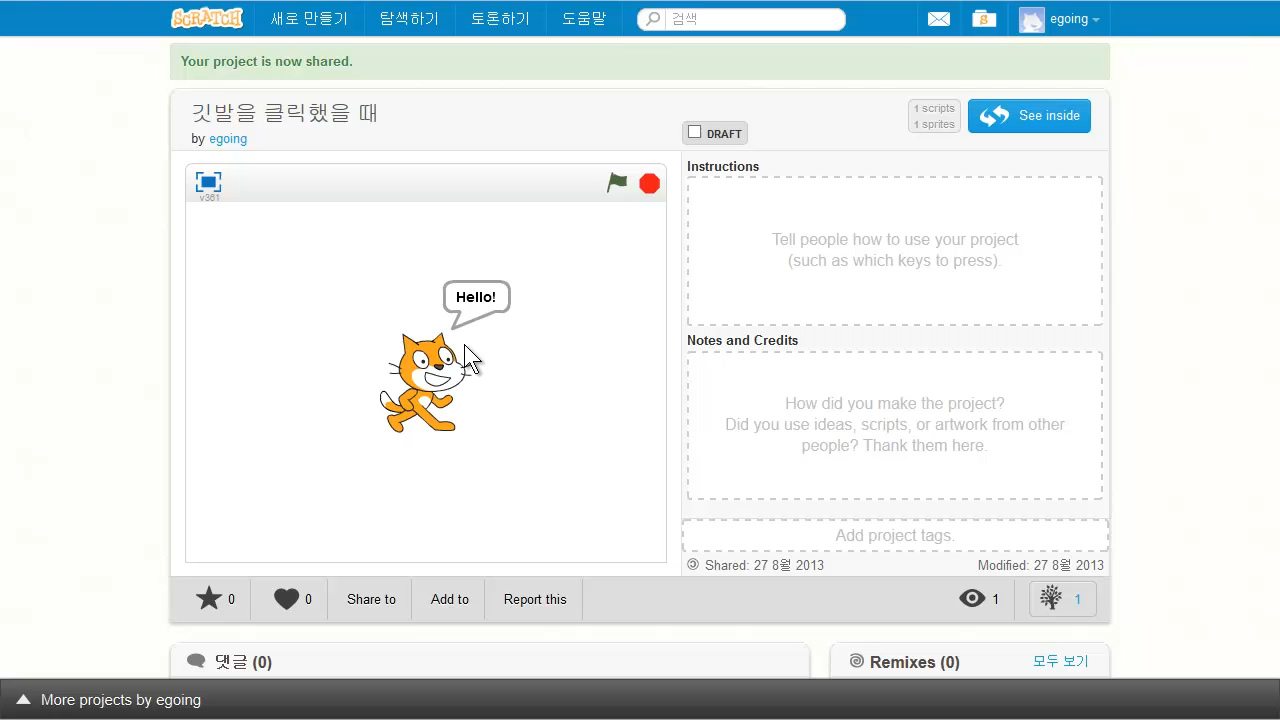 SCRATCH 새로 만들기 탐색하기 토론하기 도움말 검색 S egoing
Your project is now shared.
깃발을 클릭했을 때
by egoing
DRAFT
1 scripts
1 sprites
See inside
v361
Hello!
Instructions
Tell people how to use your project
(such as which keys to press).
Notes and Credits
How did you make the project?
Did you use ideas, scripts, or artwork from other
people? Thank them here.
Add project tags.
Shared: 27 8월 2013 Modified: 27 8월 2013
0 0 Share to Add to Report this 1 1
댓글 (0)
Remixes (0) 모두 보기
More projects by egoing